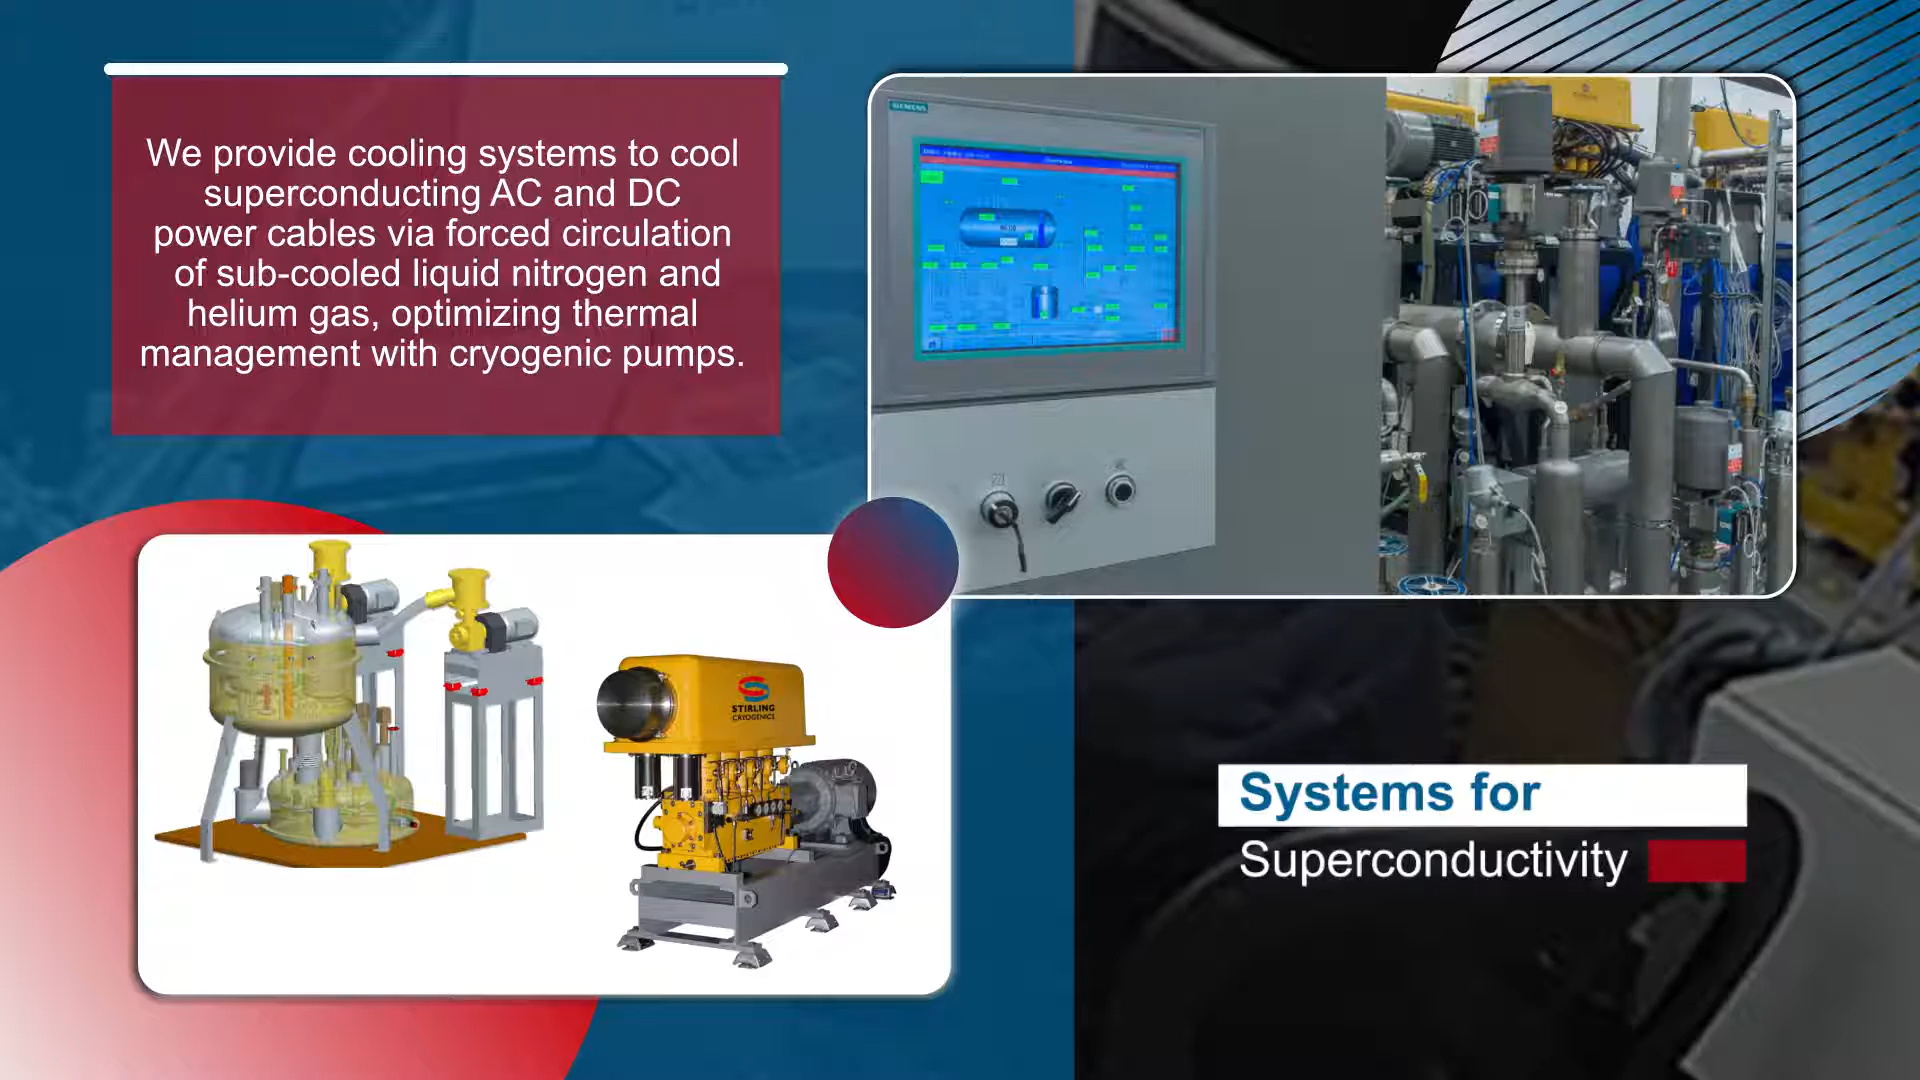 We provide cooling systems to cool
superconducting AC and DC
power cables via forced circulation
of sub-cooled liquid nitrogen and
helium gas, optimizing thermal
management with cryogenic pumps.
SIEMENS
STIRLING
CRYOGENICS
Systems for
Superconductivity